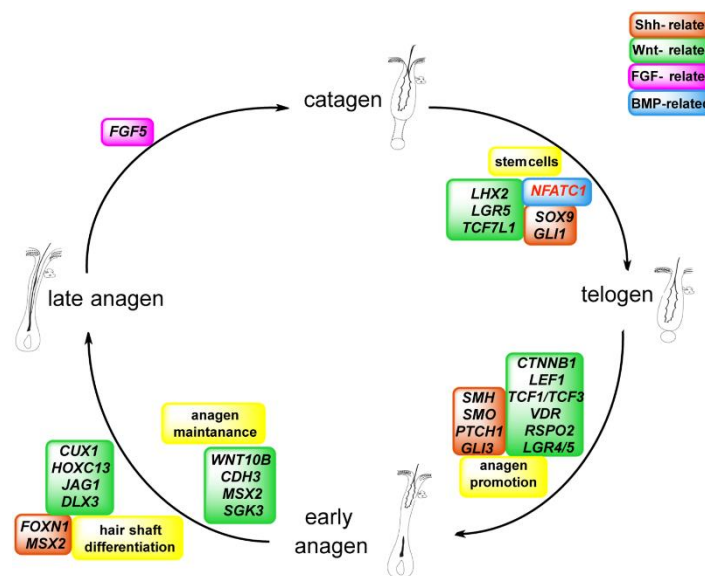 Shh- relate
Wnt- relate
FGF- relate
BMP-related
catagen
FGF5
stem cells
LHX2
LGR5
TCF7L1
NFATC1
SOX9
GLI1
late anagen
telogen
CTNNB1
LEF1
TCF1/TCF3
VDR
RSPO2
LGR4/5
SMH
SMO
PTCH1
GLI3
anagen
promotion
anagen
maintanance
WNT10B
CDH3
MSX2
SGK3
CUX1
HOXC13
JAG1
DLX3
FOXN1
MSX2
hair shaft
differentiation
early
anagen